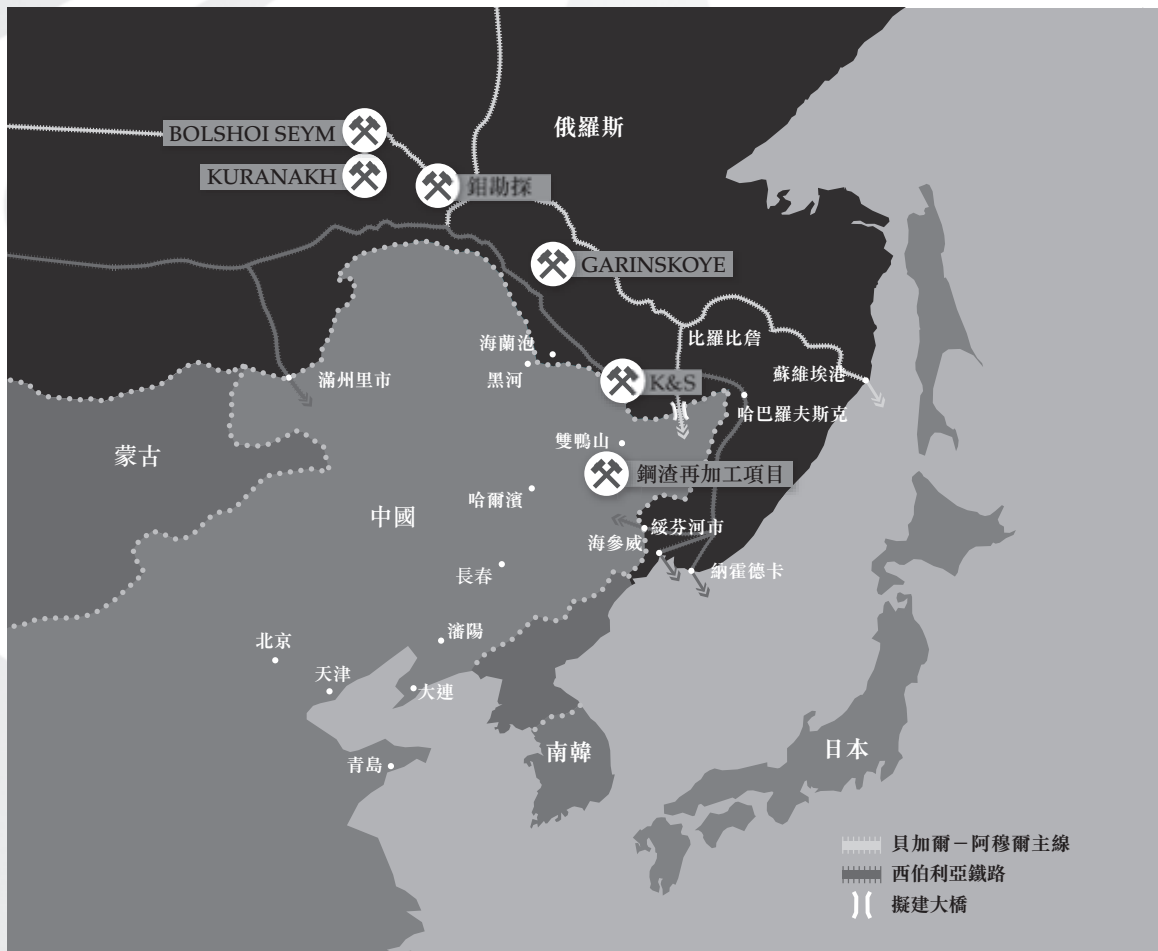 俄羅斯
BOLSHOI SEYM
KURANAKH
鉬勘探
GARINSKOYE
比羅比詹
海蘭泡
蘇維埃港
滿州里市
黑河
K&S
哈巴羅夫斯克
雙鴨山
蒙古
鋼渣再加工項目
哈爾濱
中國
綏芬河市
海參威
納霍德卡
長春
瀋陽
北京
天津
大連
南韓
日本
青島
貝加爾－阿穆爾主線
西伯利亞鐵路
擬建大橋